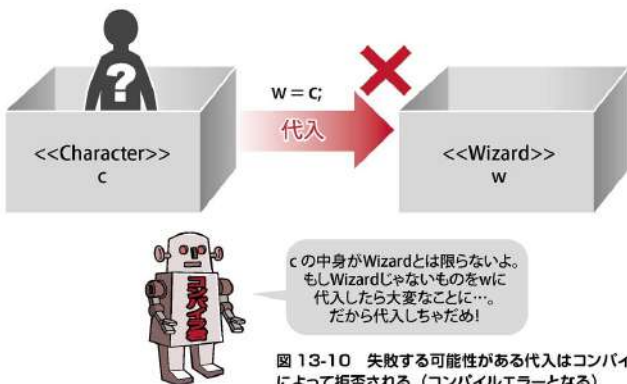 ?
w = c;
代入
<<Character>>
c
<<Wizard>>
w
コンパイラ君
c の中身がWizardとは限らないよ。
もしWizardじゃないものをwに
代入したら大変なことに…。
だから代入しちゃだめ!
図 13-10 失敗する可能性がある代入はコンパイ
によって拒否される（コンパイルエラーとなる）